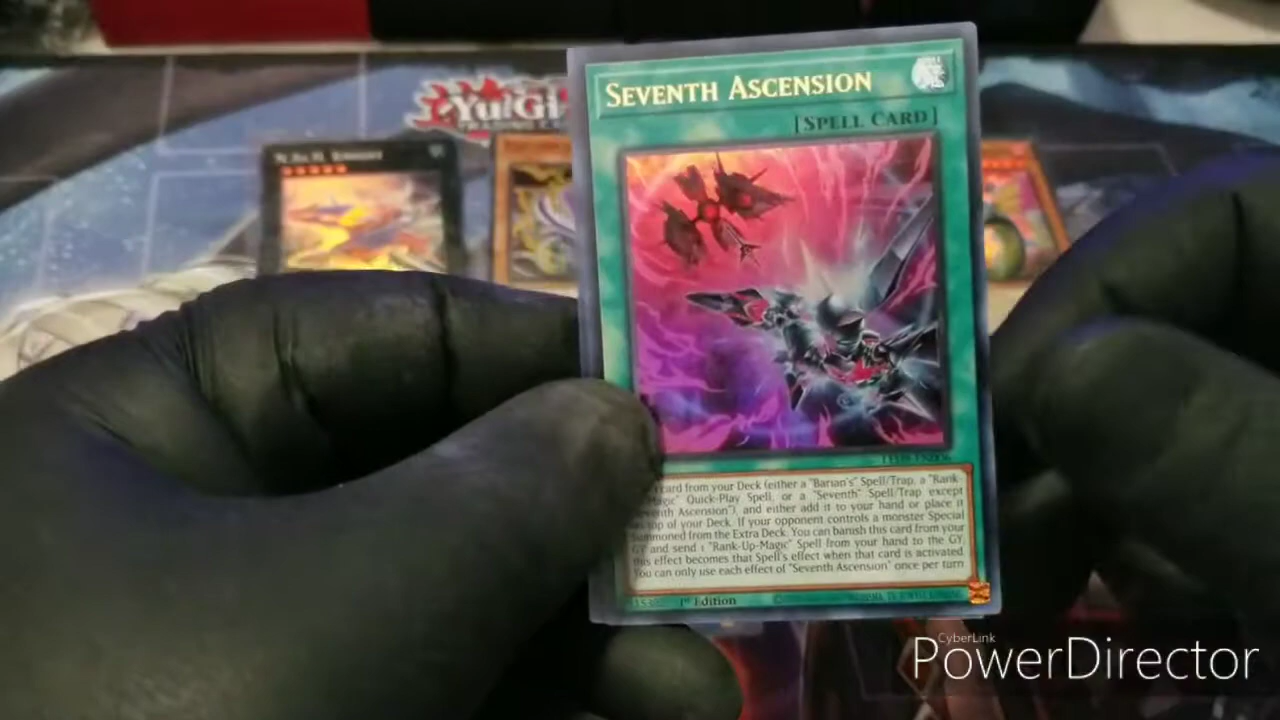 SEVENTH ASCENSION
[SPELL CARD]
YU-GI
card from your Deck (either a "Barian's" Spell/Trap, a "Rank-
Magic" Quick-Play Spell, or a "Seventh" Spell/Trap except
Seventh Ascension"), and either add it to your hand or place it
on top of your Deck. If your opponent controls a monster Special
Summoned from the Extra Deck: You can banish this card from your
GY and send 1 "Rank-Up-Magic" Spell from your hand to the GY;
this effect becomes that Spell's effect when that card is activated.
You can only use each effect of "Seventh Ascension" once per turn
1st Edition
CyberLink
PowerDirector